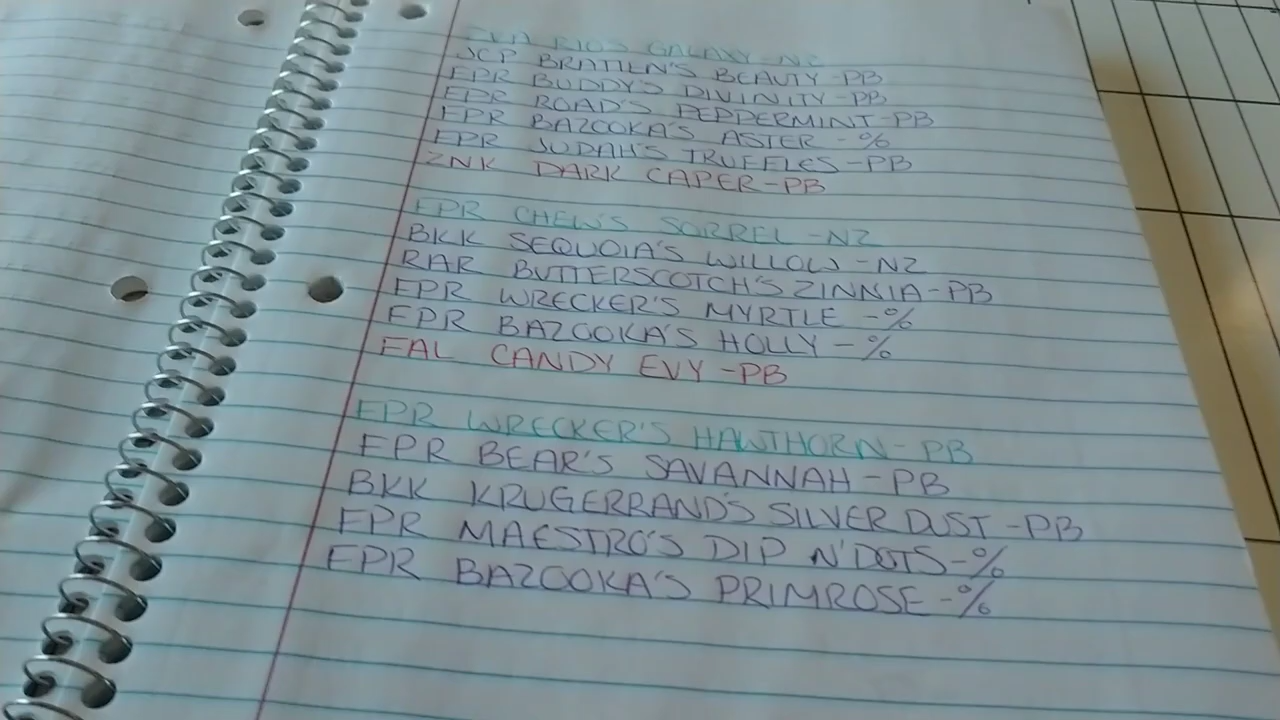 GALAXY-NZ
JCP BRATLEN'S BEAUTY-PB
FPR BUDDY'S DIVINITY-PB
FPR ROAD'S PEPPERMINT-PB
FPR BAZOOKA'S ASTER-%
FPR JUDAH'S TRUFFLES-PB
ZNK DARK CAPER-PB
FPR CHEW'S SORREL-NZ
BKK SEQUOIA'S WILLOW-NZ
RAR BUTTERSCOTCH'S ZINNIA-PB
FPR WRECKER'S MYRTLE-%
FPR BAZOOKA'S HOLLY-%
FAL CANDY EVY-PB
FPR WRECKER'S HAWTHORN-PB
FPR BEAR'S SAVANNAH-PB
BKK KRUGERRAND'S SILVER DUST-PB
FPR MAESTRO'S DIP N'DOTS-%
FPR BAZOOKA'S PRIMROSE-%